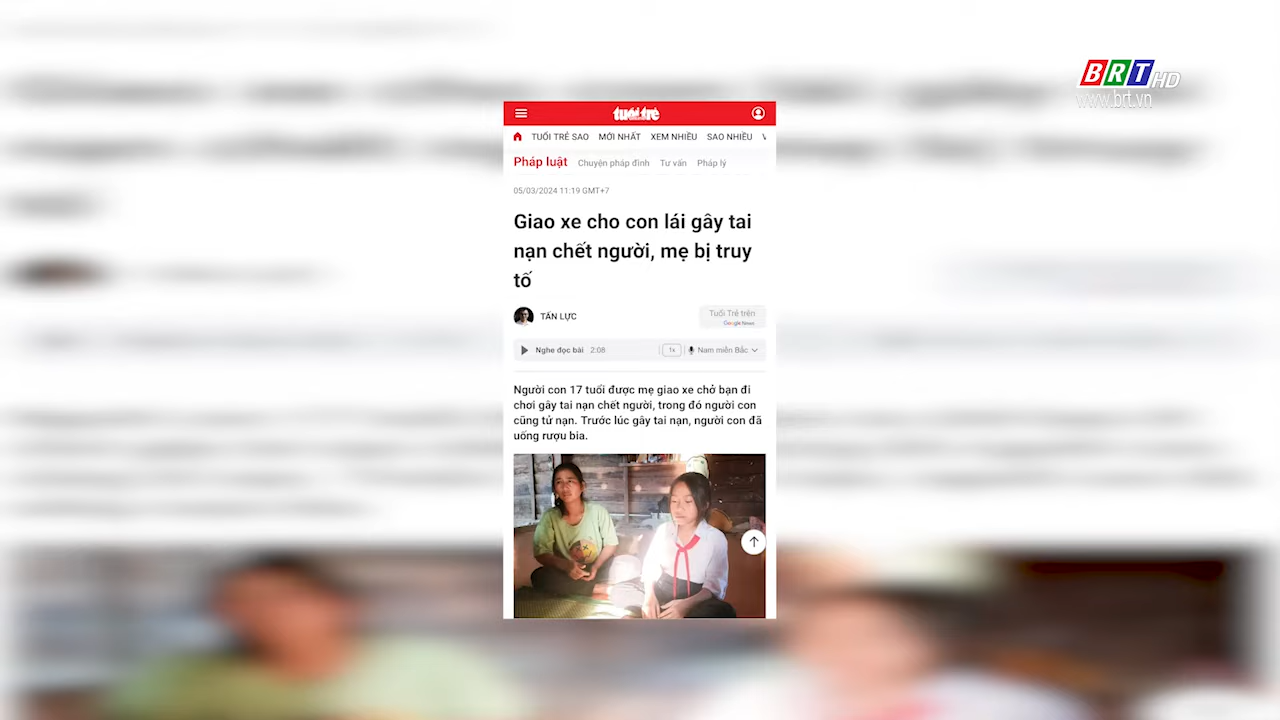 BRT HD
www.brt.vn
tuổi trẻ
TUỔI TRẺ SAO MỚI NHẤT XEM NHIỀU SAO NHIỀU
Pháp luật Chuyện pháp đình Tư vấn Pháp lý
05/03/2024 11:19 GMT+7
Giao xe cho con lái gây tai
nạn chết người, mẹ bị truy
tố
TẤN LỰC
Tuổi Trẻ trên
Google News
Nghe đọc bài 2:08 1x Nam miền Bắc
Người con 17 tuổi được mẹ giao xe chở bạn đi
chơi gây tai nạn chết người, trong đó người con
cũng tử nạn. Trước lúc gây tai nạn, người con đã
uống rượu bia.